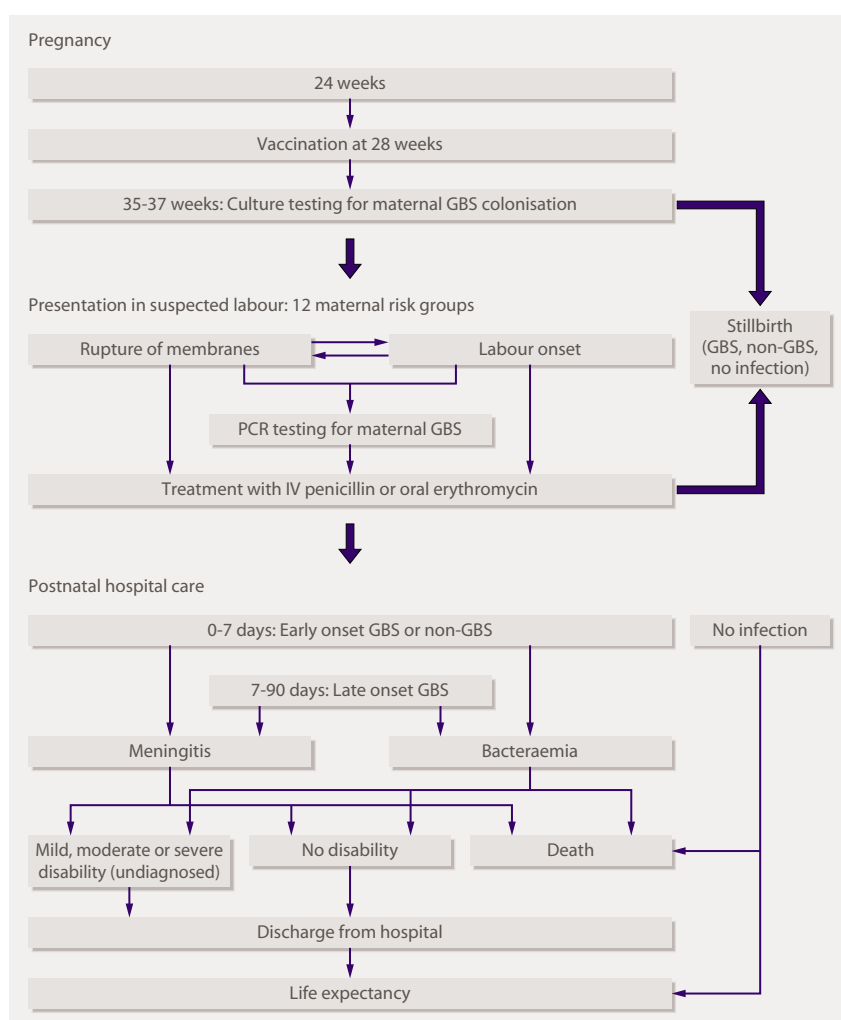 Pregnancy
24 weeks
Vaccination at 28 weeks
35-37 weeks: Culture testing for maternal GBS colonisation
Presentation in suspected labour: 12 maternal risk groups
Rupture of membranes
Labour onset
Stillbirth
(GBS, non-GBS,
no infection)
PCR testing for maternal GBS
Treatment with IV penicillin or oral erythromycin
Postnatal hospital care
0-7 days: Early onset GBS or non-GBS
No infection
7-90 days: Late onset GBS
Meningitis
Bacteraemia
Mild, moderate or severe
disability (undiagnosed)
No disability
Death
Discharge from hospital
Life expectancy